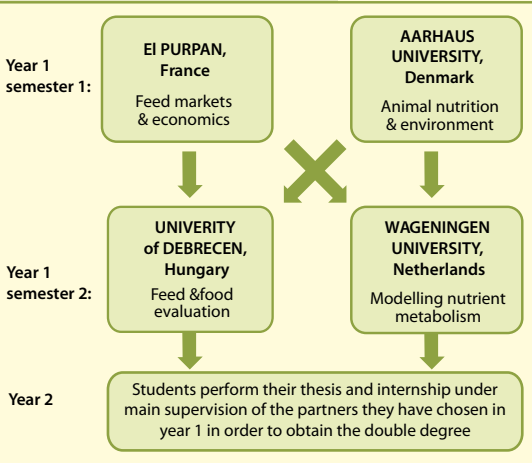 Year 1
semester 1:
El PURPAN,
France
Feed markets
& economics
AARHAUS
UNIVERSITY,
Denmark
Animal nutrition
& environment
Year 1
semester 2:
UNIVERITY
of DEBRECEN,
Hungary
Feed &food
evaluation
WAGENINGEN
UNIVERSITY,
Netherlands
Modelling nutrient
metabolism
Year 2
Students perform their thesis and internship under
main supervision of the partners they have chosen in
year 1 in order to obtain the double degree